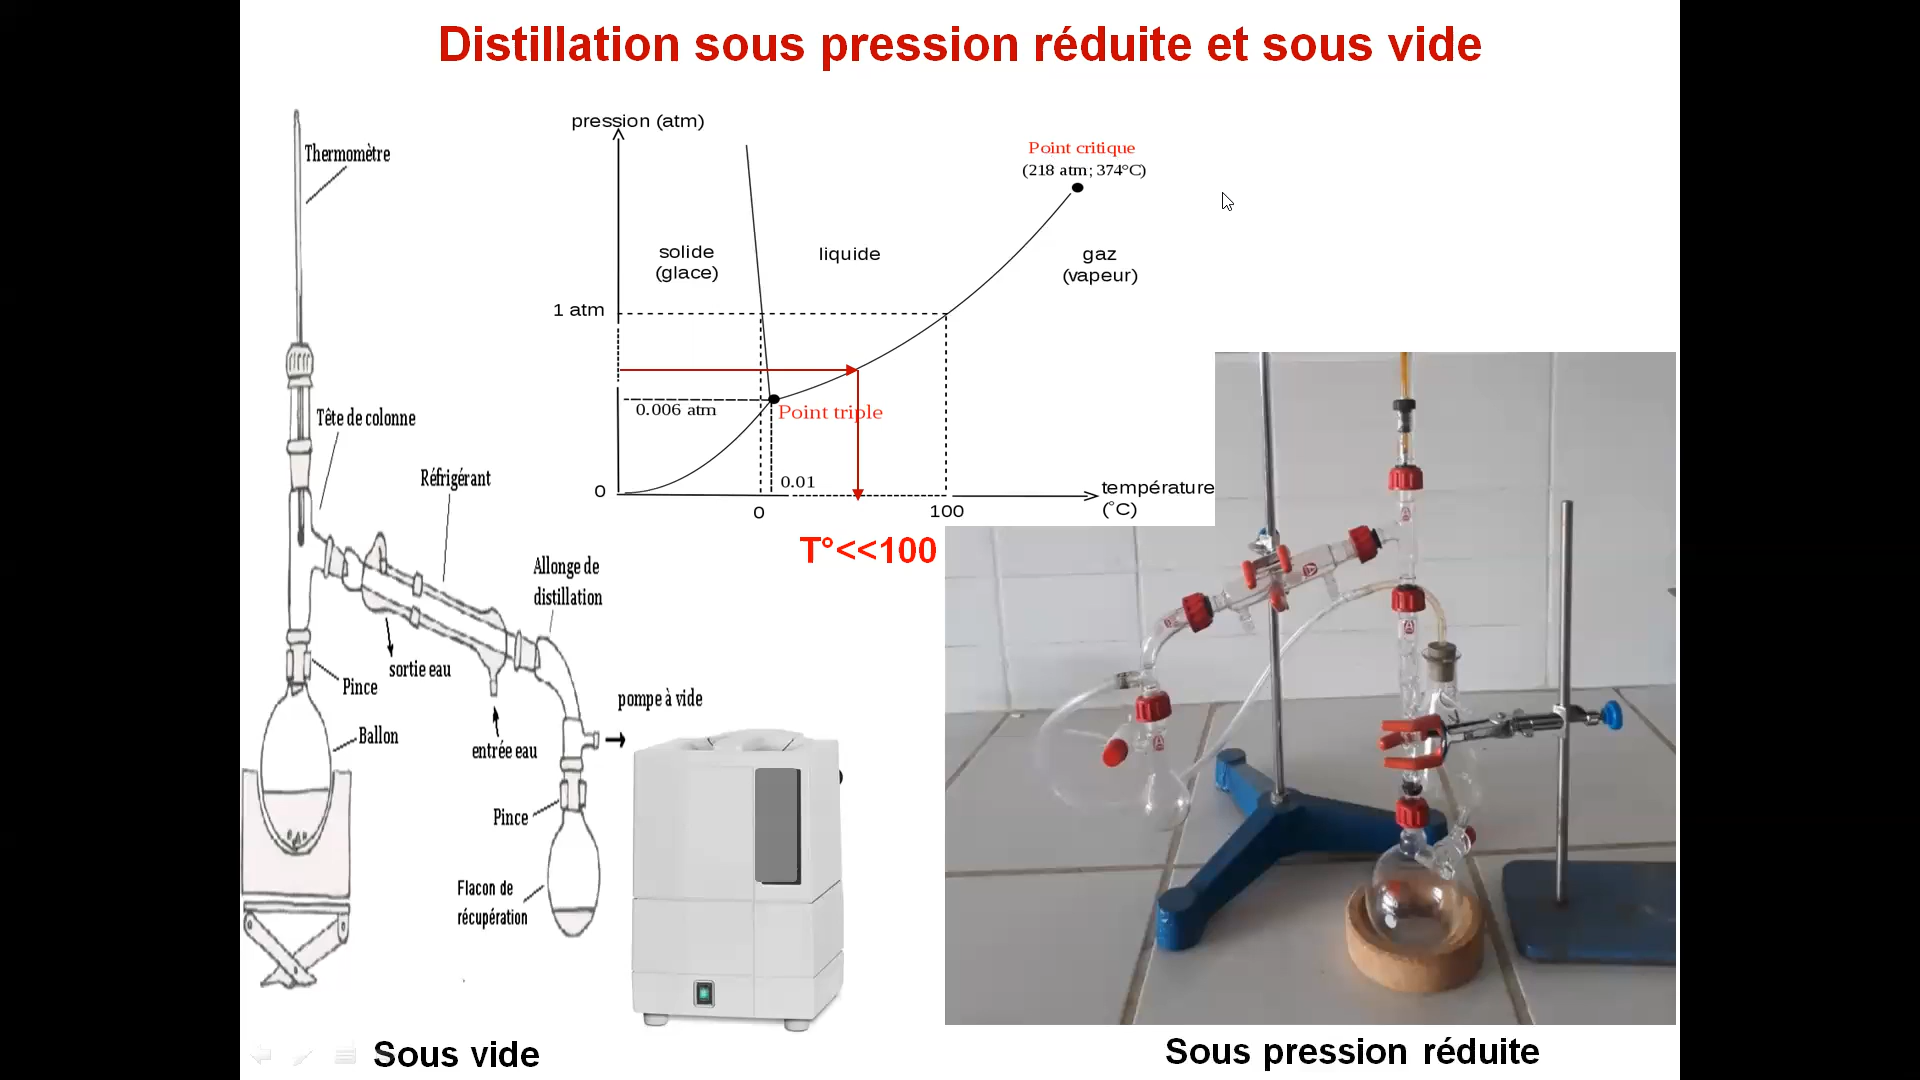 Distillation sous pression réduite et sous vide
Thermomètre
Tête de colonne
Réfrigérant
Allonge de
distillation
sortie eau
Pince
Ballon
entrée eau
pompe à vide
Pince
Flacon de
récupération
pression (atm)
Point critique
(218 atm; 374°C)
solide
(glace)
liquide
gaz
(vapeur)
1 atm
0.006 atm
Point triple
0.01
0
0
100
température
(°C)
T°<<100
Sous vide
Sous pression réduite